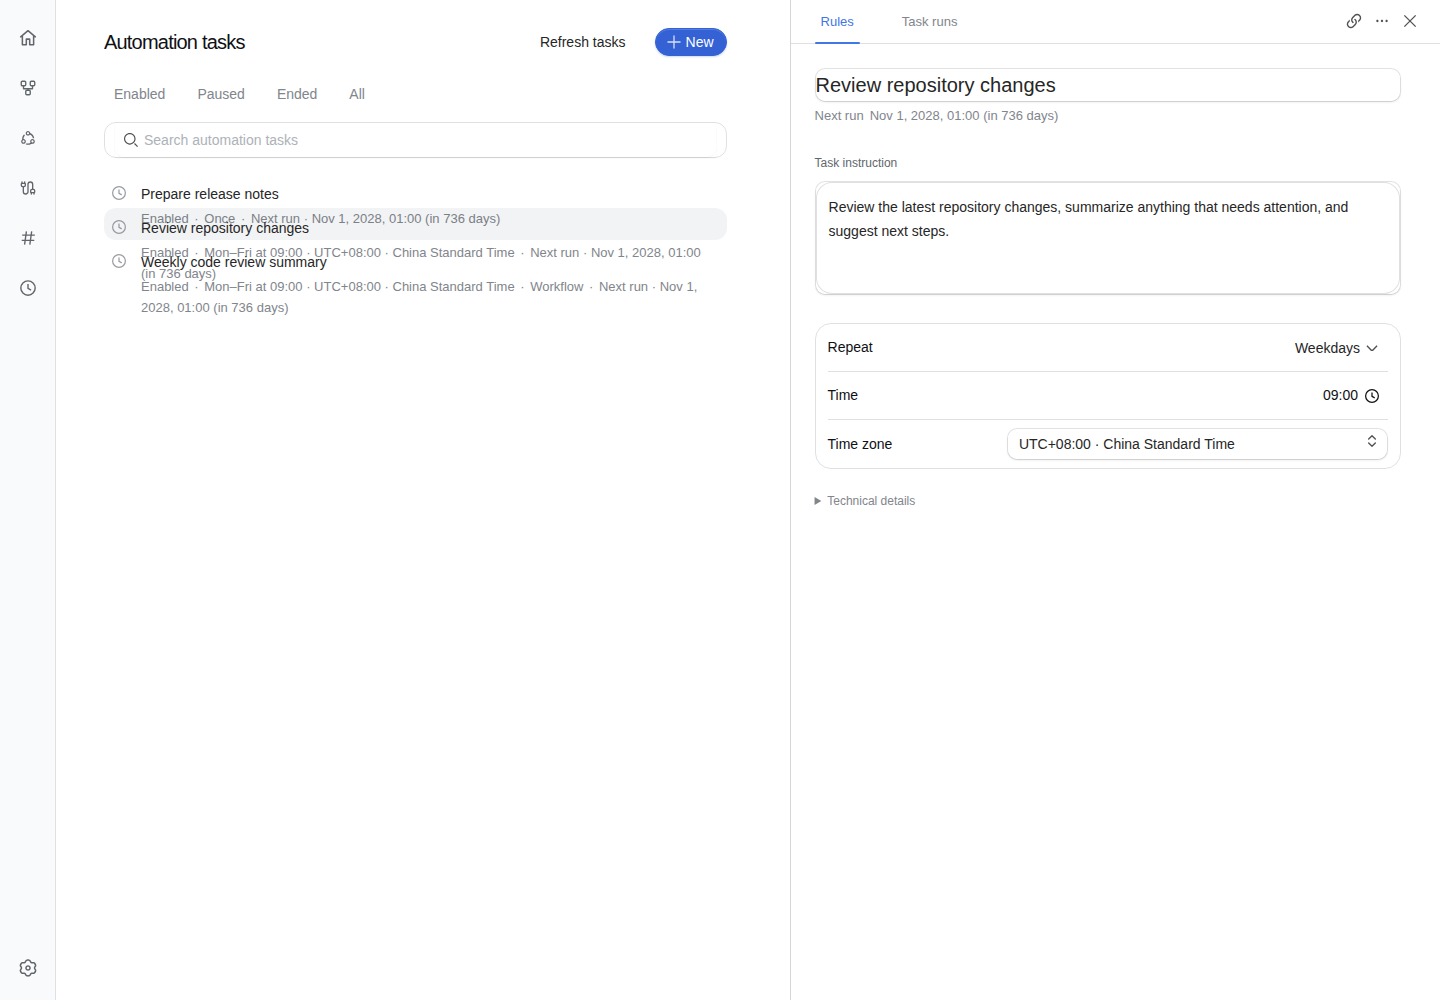 Automation tasks
Refresh tasks
New
Enabled
Paused
Ended
All
Search automation tasks
Prepare release notes
Enabled · Once · Next run · Nov 1, 2028, 01:00 (in 736 days)
Review repository changes
Enabled · Mon–Fri at 09:00 · UTC+08:00 · China Standard Time · Next run · Nov 1, 2028, 01:00
(in 736 days)
Weekly code review summary
Enabled · Mon–Fri at 09:00 · UTC+08:00 · China Standard Time · Workflow · Next run · Nov 1,
2028, 01:00 (in 736 days)
Rules
Task runs
Review repository changes
Next run Nov 1, 2028, 01:00 (in 736 days)
Task instruction
Review the latest repository changes, summarize anything that needs attention, and
suggest next steps.
Repeat
Weekdays
Time
09:00
Time zone
UTC+08:00 · China Standard Time
Technical details